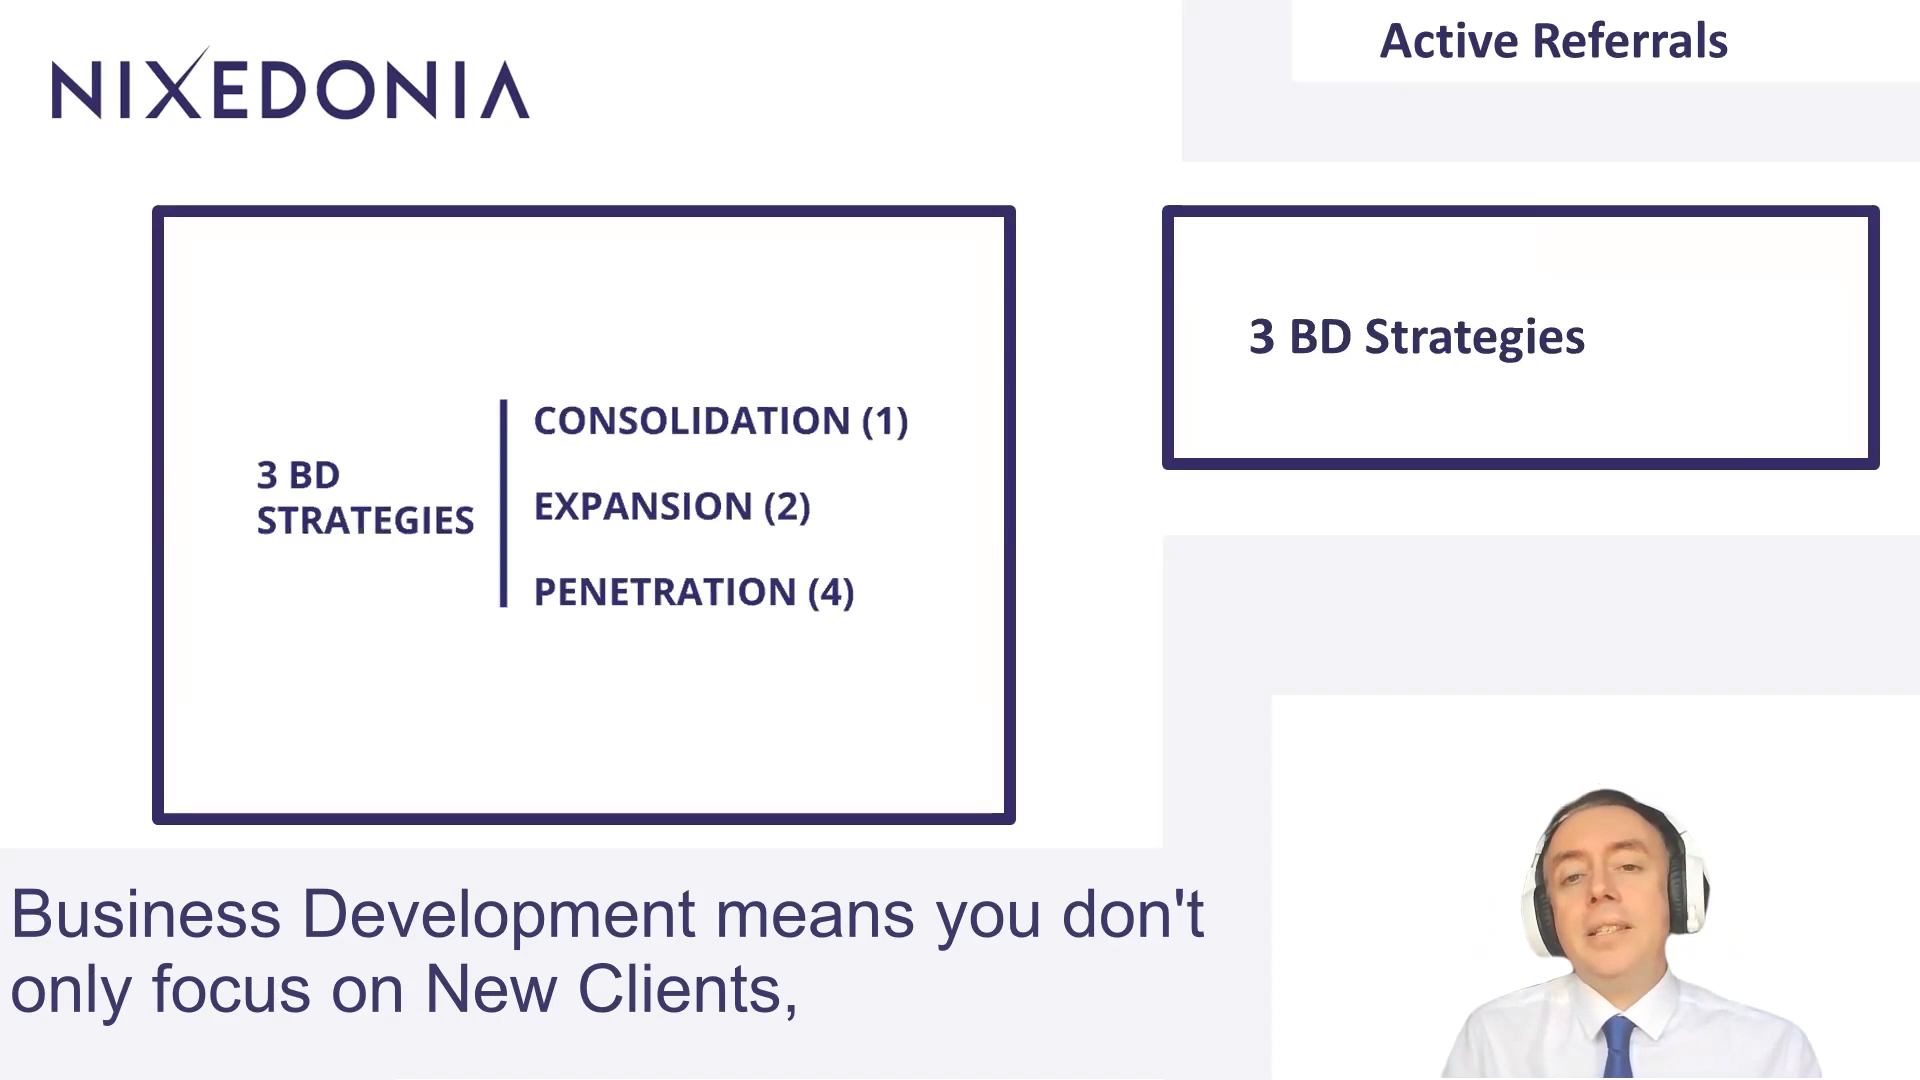 NIXEDONIA
Active Referrals
3 BD
STRATEGIES
CONSOLIDATION (1)
EXPANSION (2)
PENETRATION (4)
3 BD Strategies
Business Development means you don't
only focus on New Clients,